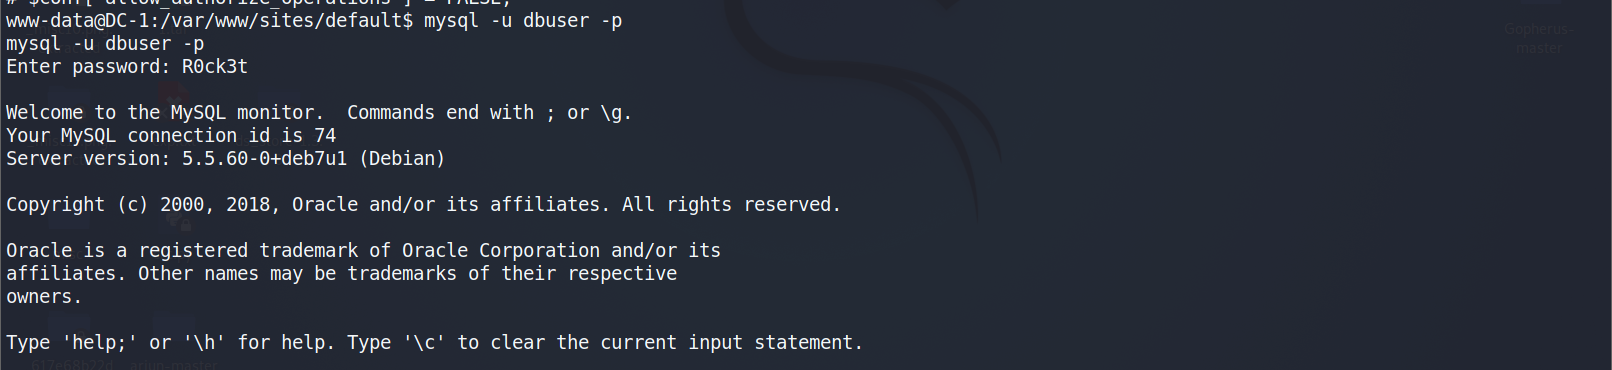 # $conf['allow_authorize_operations'] = FALSE;
www-data@DC-1:/var/www/sites/default$ mysql -u dbuser -p
mysql -u dbuser -p
Enter password: R0ck3t
Welcome to the MySQL monitor.  Commands end with ; or \g.
Your MySQL connection id is 74
Server version: 5.5.60-0+deb7u1 (Debian)
Copyright (c) 2000, 2018, Oracle and/or its affiliates. All rights reserved.
Oracle is a registered trademark of Oracle Corporation and/or its
affiliates. Other names may be trademarks of their respective
owners.
Type 'help;' or '\h' for help. Type '\c' to clear the current input statement.
Gopherus-
master